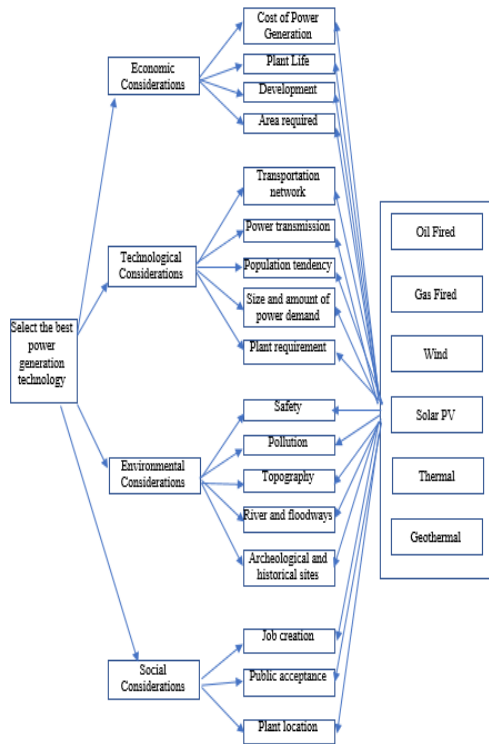 Select the best
power
generation
technology
Economic
Considerations
Cost of Power
Generation
Plant Life
Development
Area required
Technological
Considerations
Transportation
network
Power transmission
Population tendency
Size and amount of
power demand
Plant requirement
Environmental
Considerations
Safety
Pollution
Topography
River and floodways
Archeological and
historical sites
Social
Considerations
Job creation
Public acceptance
Plant location
Oil Fired
Gas Fired
Wind
Solar PV
Thermal
Geothermal